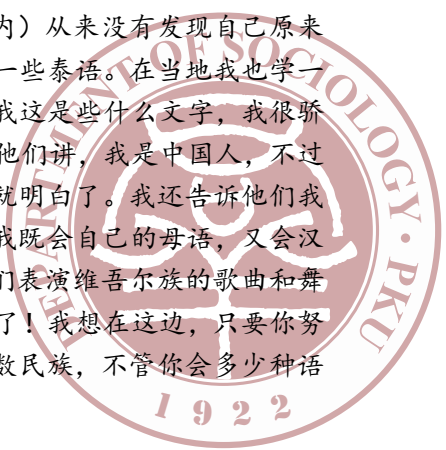 内）从来没有发现自己原来
一些泰语。在当地我也学一
我这是些什么文字，我很骄
他们讲，我是中国人，不过
就明白了。我还告诉他们我
我既会自己的母语，又会汉
们表演维吾尔族的歌曲和舞
了！我想在这边，只要你努
数民族，不管你会多少种语
DEPARTMENT OF SOCIOLOGY · PKU
1922